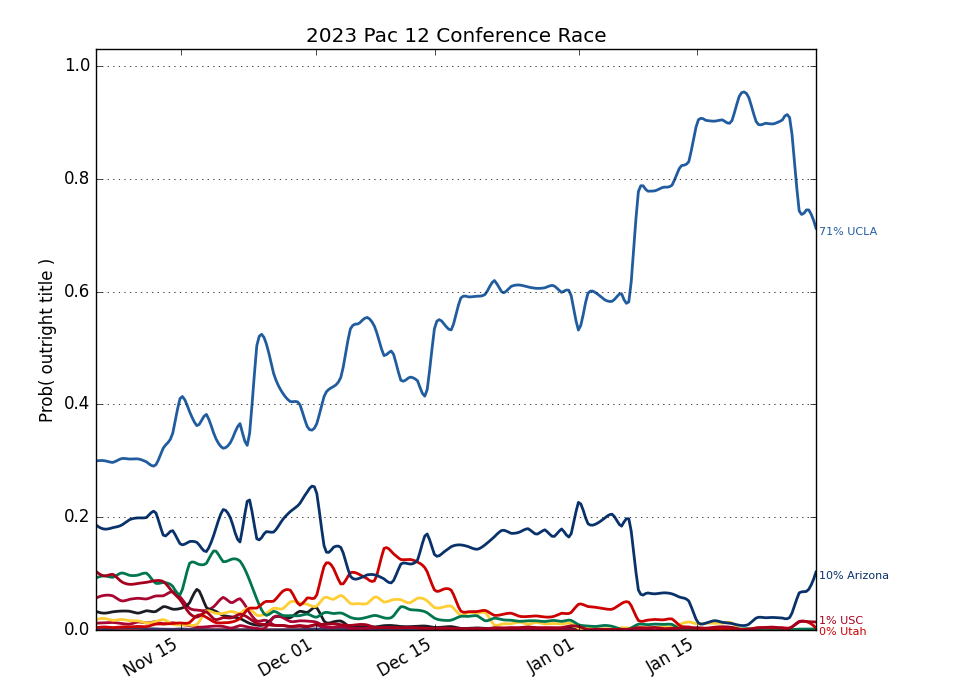 2023 Pac 12 Conference Race
Prob( outright title )
1.0
0.8
0.6
0.4
0.2
0.0
71% UCLA
10% Arizona
1% USC
0% Utah
Nov 15
Dec 01
Dec 15
Jan 01
Jan 15